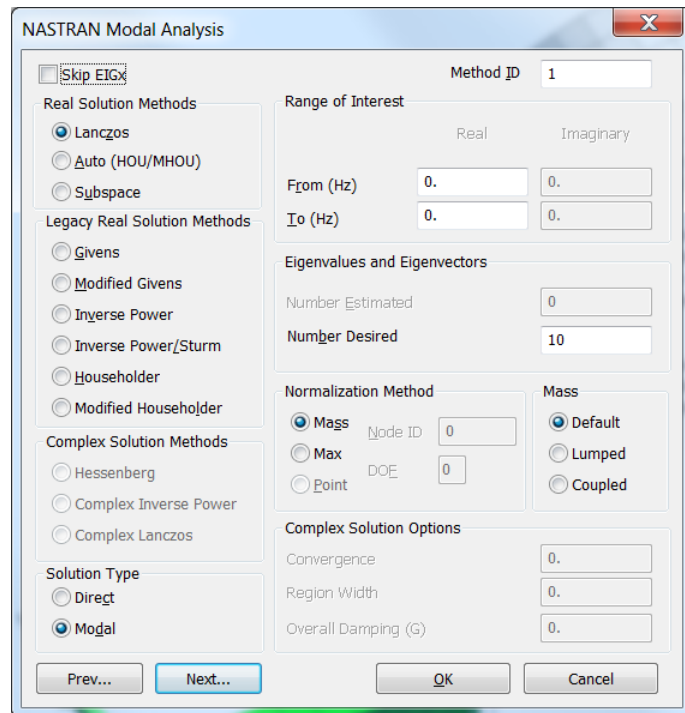 NASTRAN Modal Analysis
X
Skip EIGx
Method ID 1
Real Solution Methods
Lanczos
Auto (HOU/MHOU)
Subspace
Legacy Real Solution Methods
Givens
Modified Givens
Inverse Power
Inverse Power/Sturm
Householder
Modified Householder
Complex Solution Methods
Hessenberg
Complex Inverse Power
Complex Lanczos
Solution Type
Direct
Modal
Range of Interest
Real Imaginary
From (Hz) 0. 0.
To (Hz) 0. 0.
Eigenvalues and Eigenvectors
Number Estimated 0
Number Desired 10
Normalization Method
Mass Node ID 0
Max DOF 0
Point
Mass
Default
Lumped
Coupled
Complex Solution Options
Convergence 0.
Region Width 0.
Overall Damping (G) 0.
Prev... Next... OK Cancel